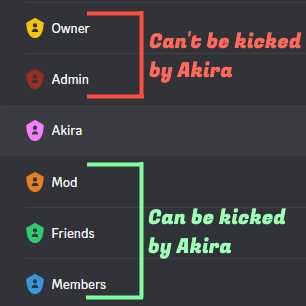 Owner
Can't be kicked
by Akira
Admin
Akira
Mod
Can be kicked
by Akira
Friends
Members